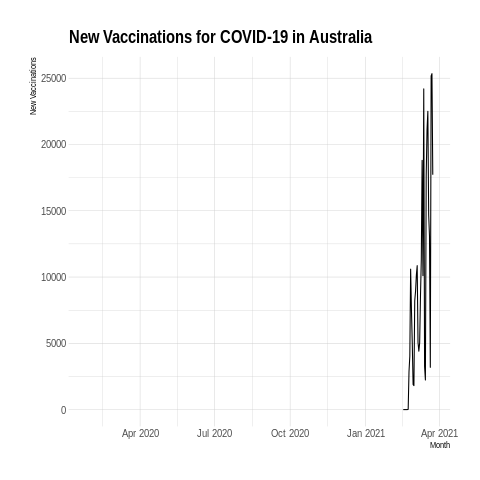 New Vaccinations for COVID-19 in Australia
New Vaccinations
25000
20000
15000
10000
5000
0
Apr 2020 Jul 2020 Oct 2020 Jan 2021 Apr 2021
Month